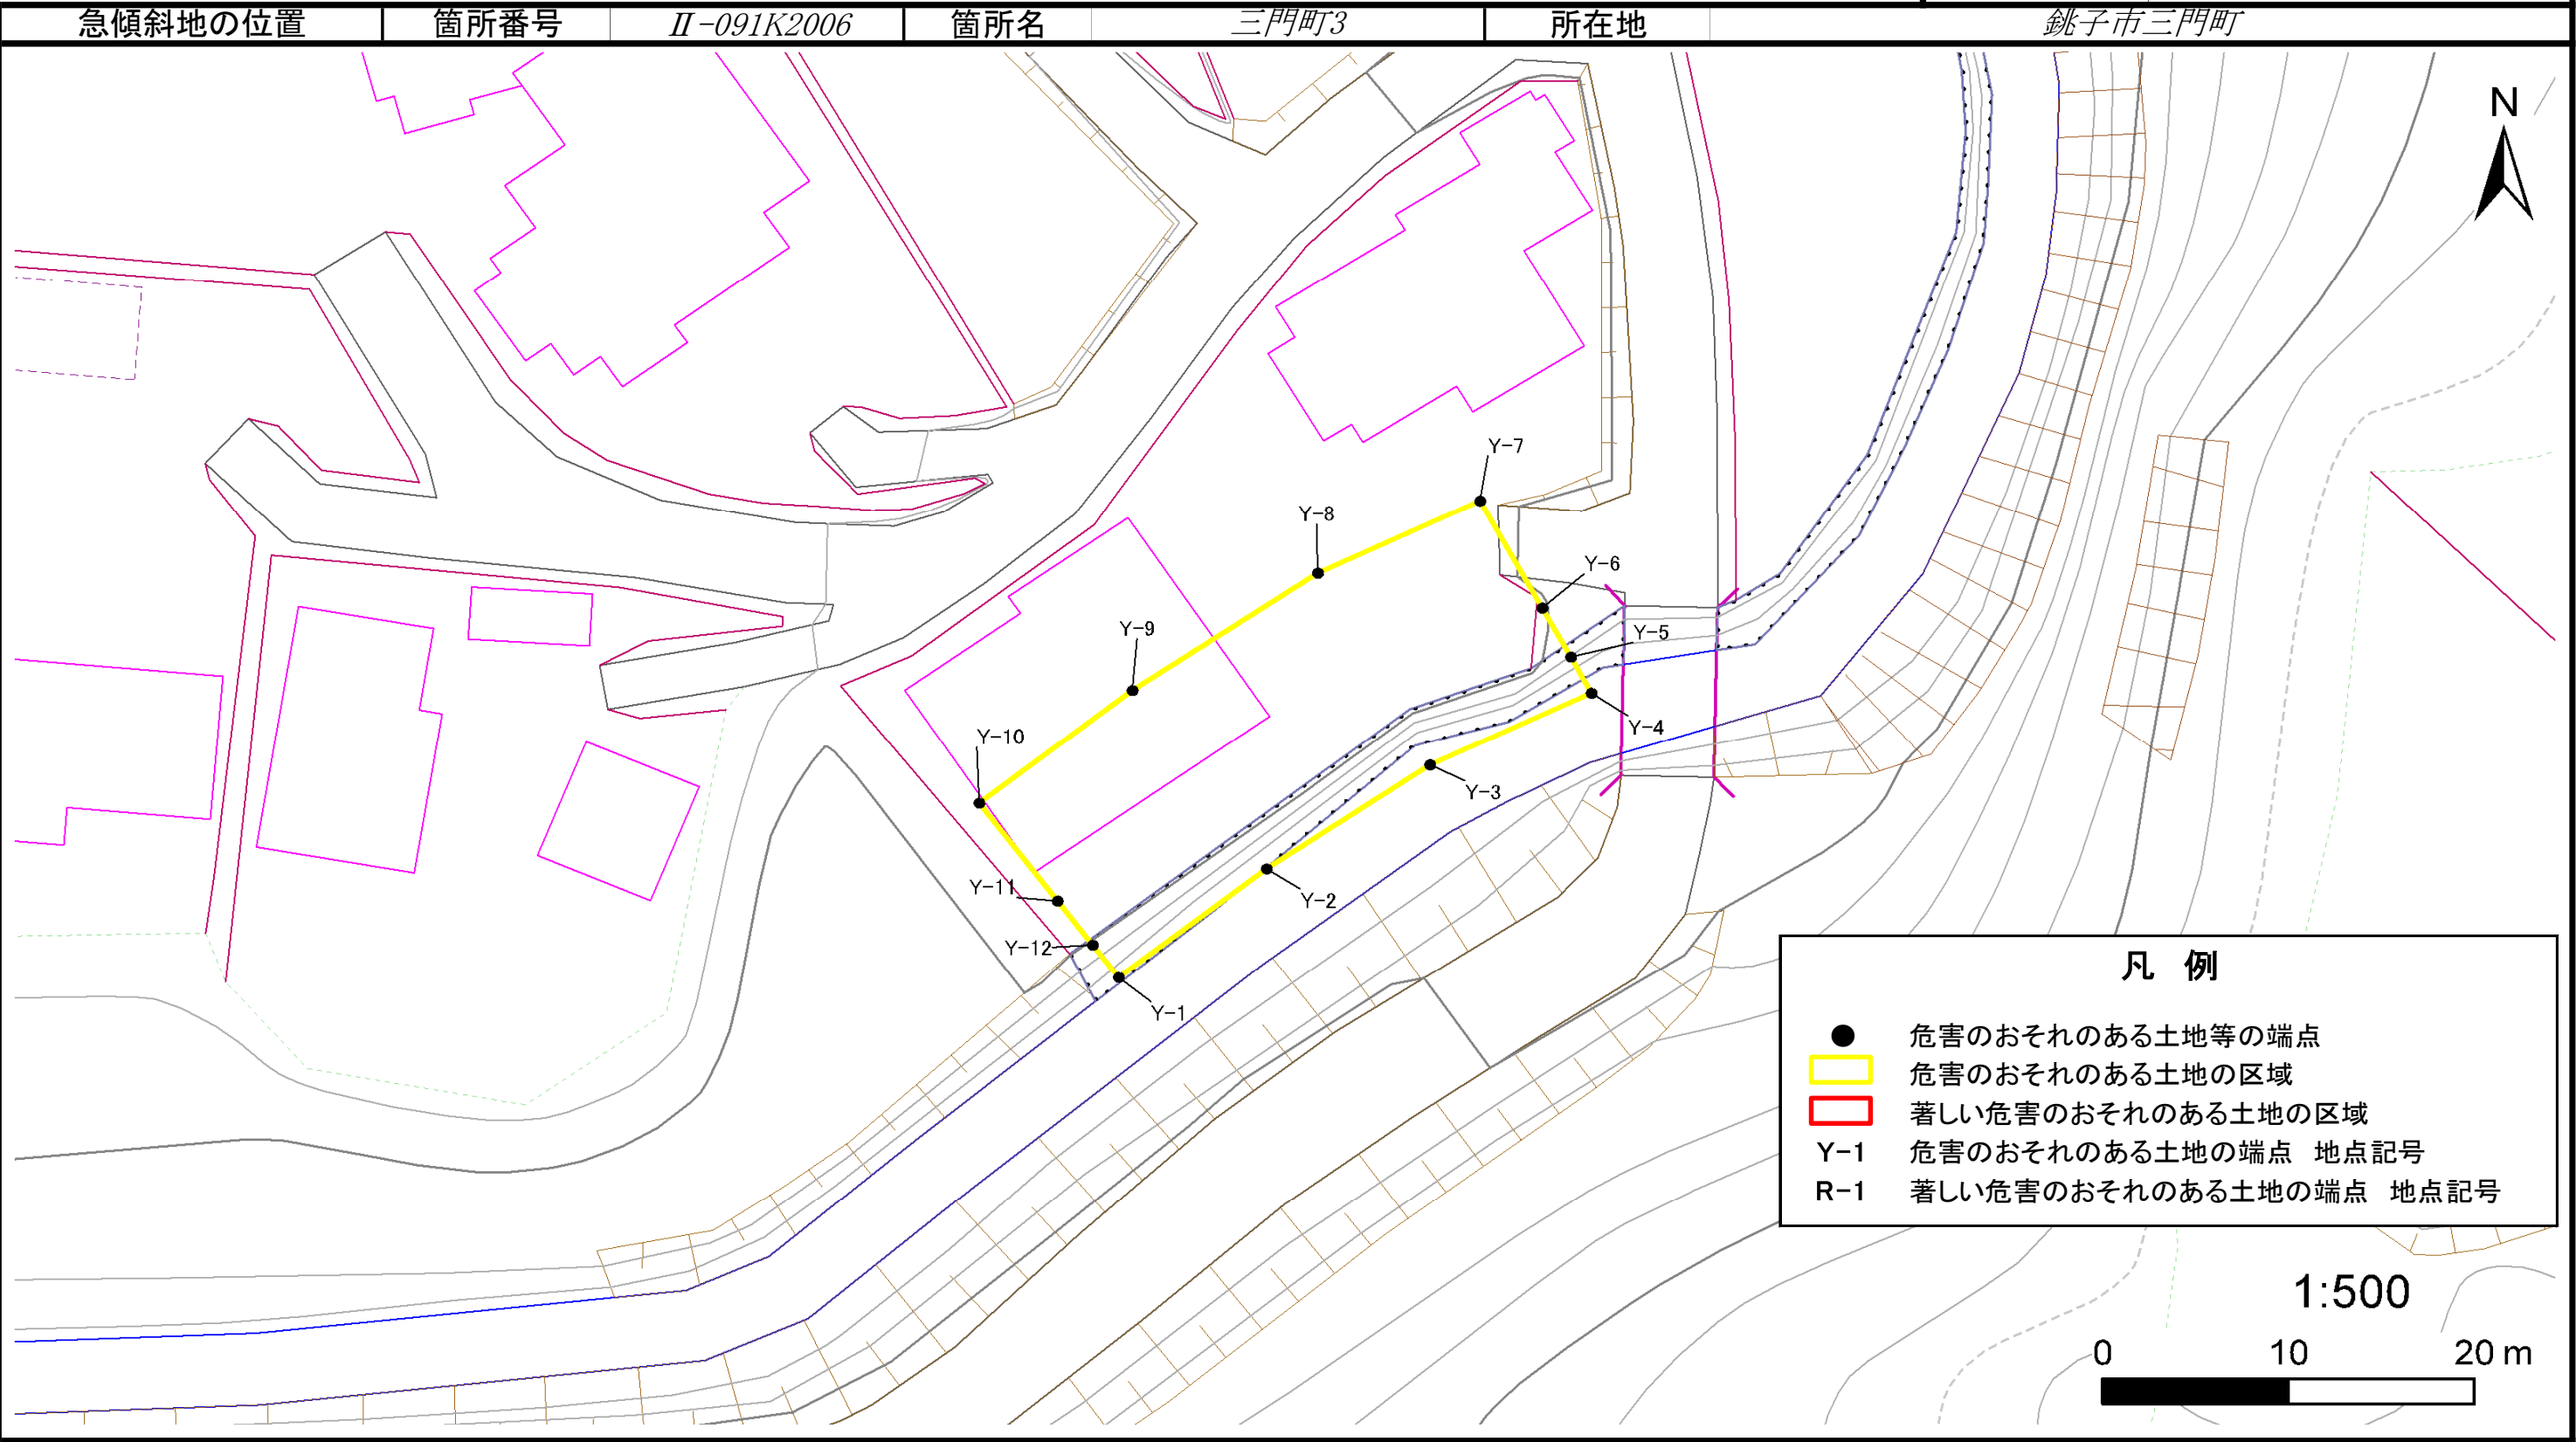 急傾斜地の位置 箇所番号 Ⅱ-091K2006 箇所名 三門町3 所在地 銚子市三門町
N
Y-7
Y-8
Y-6
Y-9
Y-5
Y-4
Y-10
Y-3
Y-11
Y-2
Y-12
Y-1
凡 例
危害のおそれのある土地等の端点
危害のおそれのある土地の区域
著しい危害のおそれのある土地の区域
Y-1 危害のおそれのある土地の端点 地点記号
R-1 著しい危害のおそれのある土地の端点 地点記号
1:500
0 10 20 m